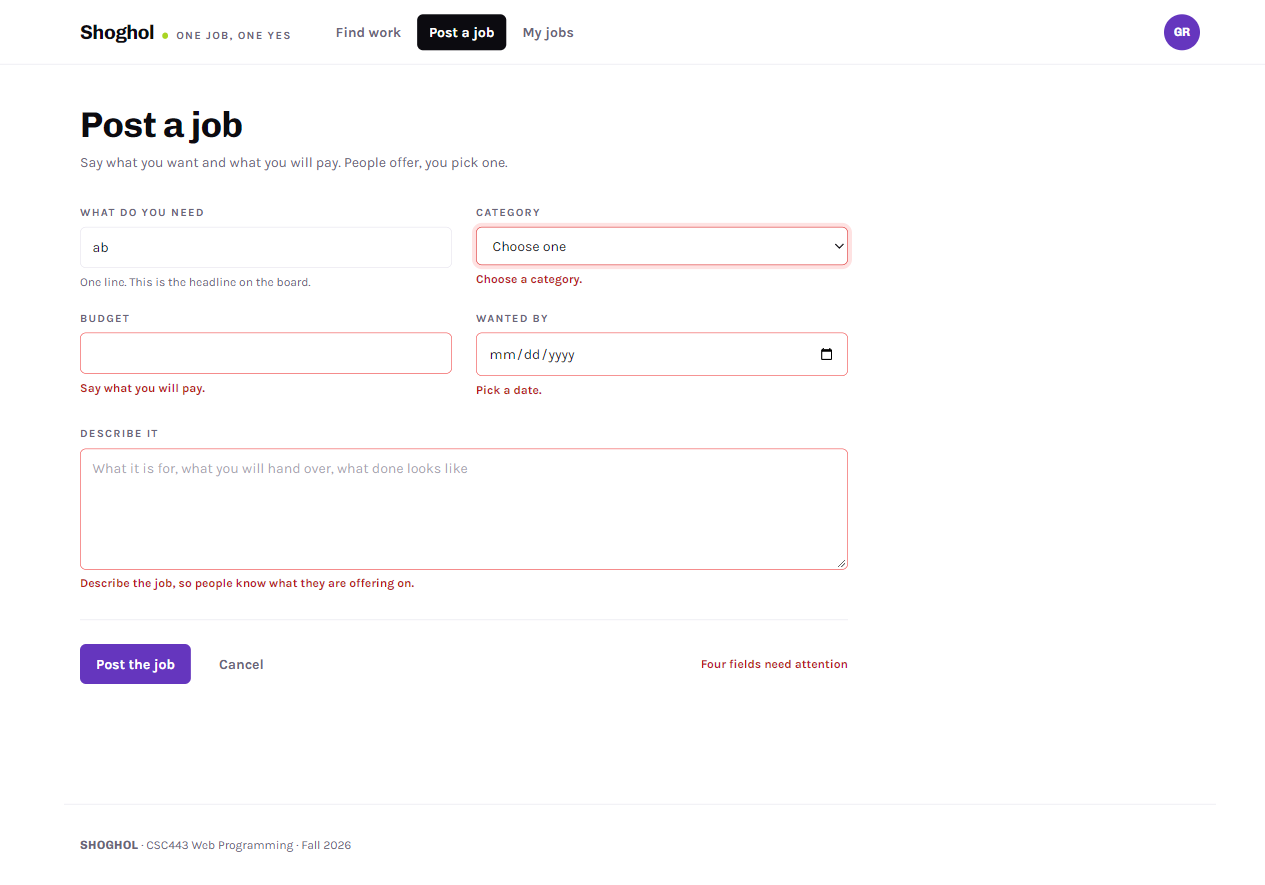 Shoghol ONE JOB, ONE YES Find work Post a job My jobs GR
Post a job
Say what you want and what you will pay. People offer, you pick one.
WHAT DO YOU NEED CATEGORY
ab Choose one
One line. This is the headline on the board. Choose a category.
BUDGET WANTED BY
mm/dd/yyyy
Say what you will pay. Pick a date.
DESCRIBE IT
What it is for, what you will hand over, what done looks like
Describe the job, so people know what they are offering on.
Post the job Cancel Four fields need attention
SHOGHOL · CSC443 Web Programming · Fall 2026